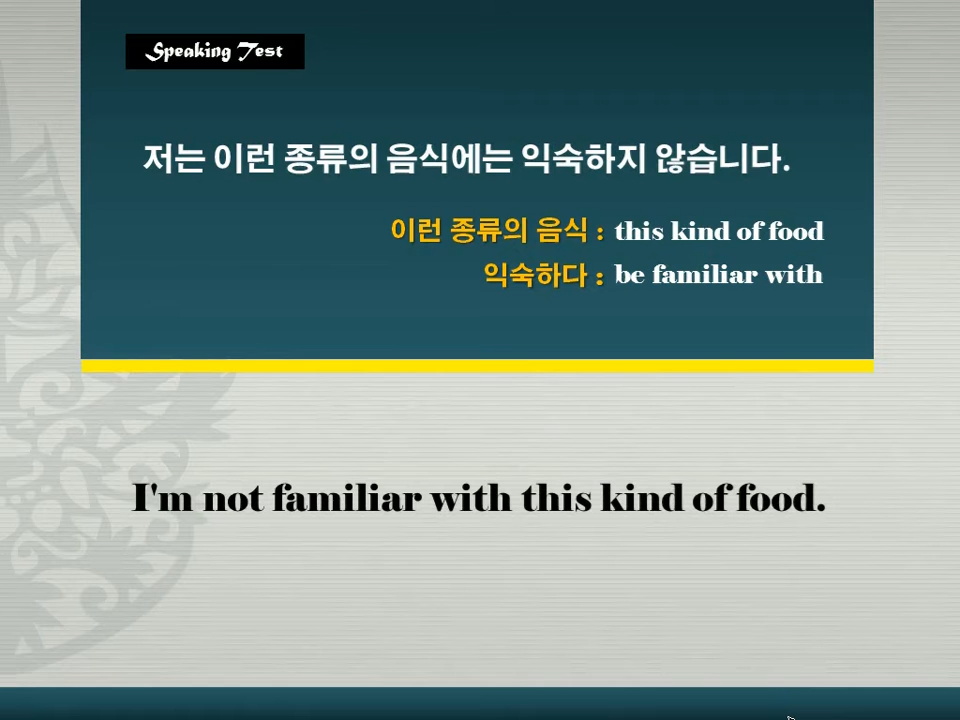 Speaking Test
저는 이런 종류의 음식에는 익숙하지 않습니다.
이런 종류의 음식 : this kind of food
익숙하다 : be familiar with
I'm not familiar with this kind of food.